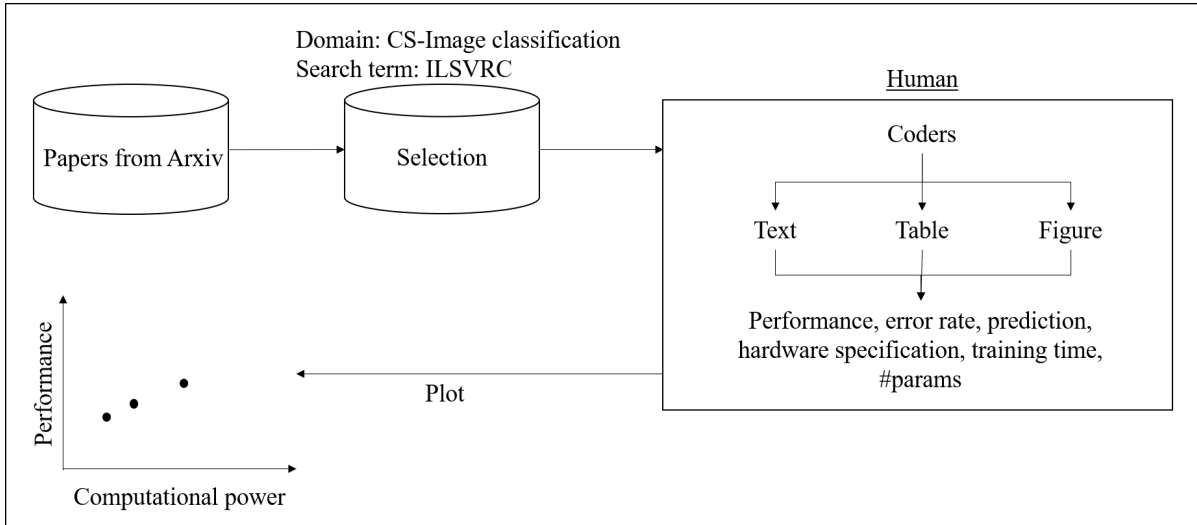 Domain: CS-Image classification
Search term: ILSVRC
Papers from Arxiv
Selection
Human
Coders
Text
Table
Figure
Performance, error rate, prediction,
hardware specification, training time,
#params
Plot
Performance
Computational power